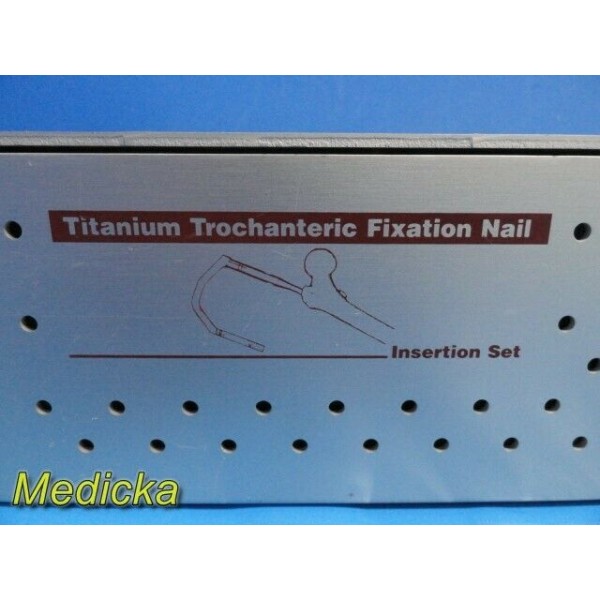 Titanium Trochanteric Fixation Nail
Insertion Set
Medicka